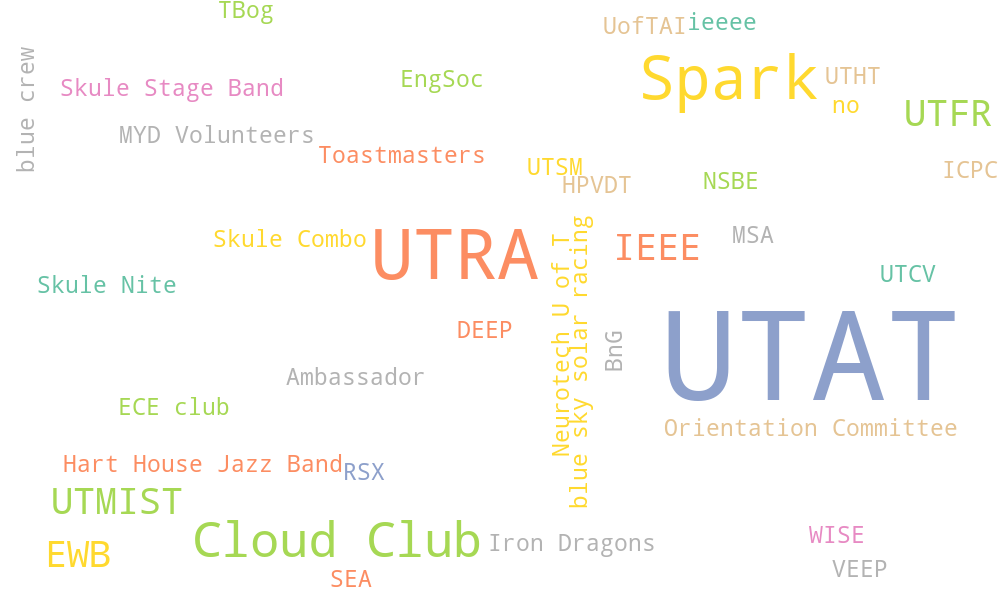 TBog
UofTAI
ieeee
blue crew
Skule Stage Band
EngSoc
Spark
UTHT
no
UTFR
MYD Volunteers
Toastmasters
UTSM
HPVDT
NSBE
ICPC
Skule Combo
UTRA
IEEE
MSA
UTCV
Skule Nite
Neurotech U of T
blue sky solar racing
DEEP
BnG
UTAT
Ambassador
ECE club
Orientation Committee
Hart House Jazz Band
RSX
UTMIST
Cloud Club
Iron Dragons
WISE
EWB
SEA
VEEP